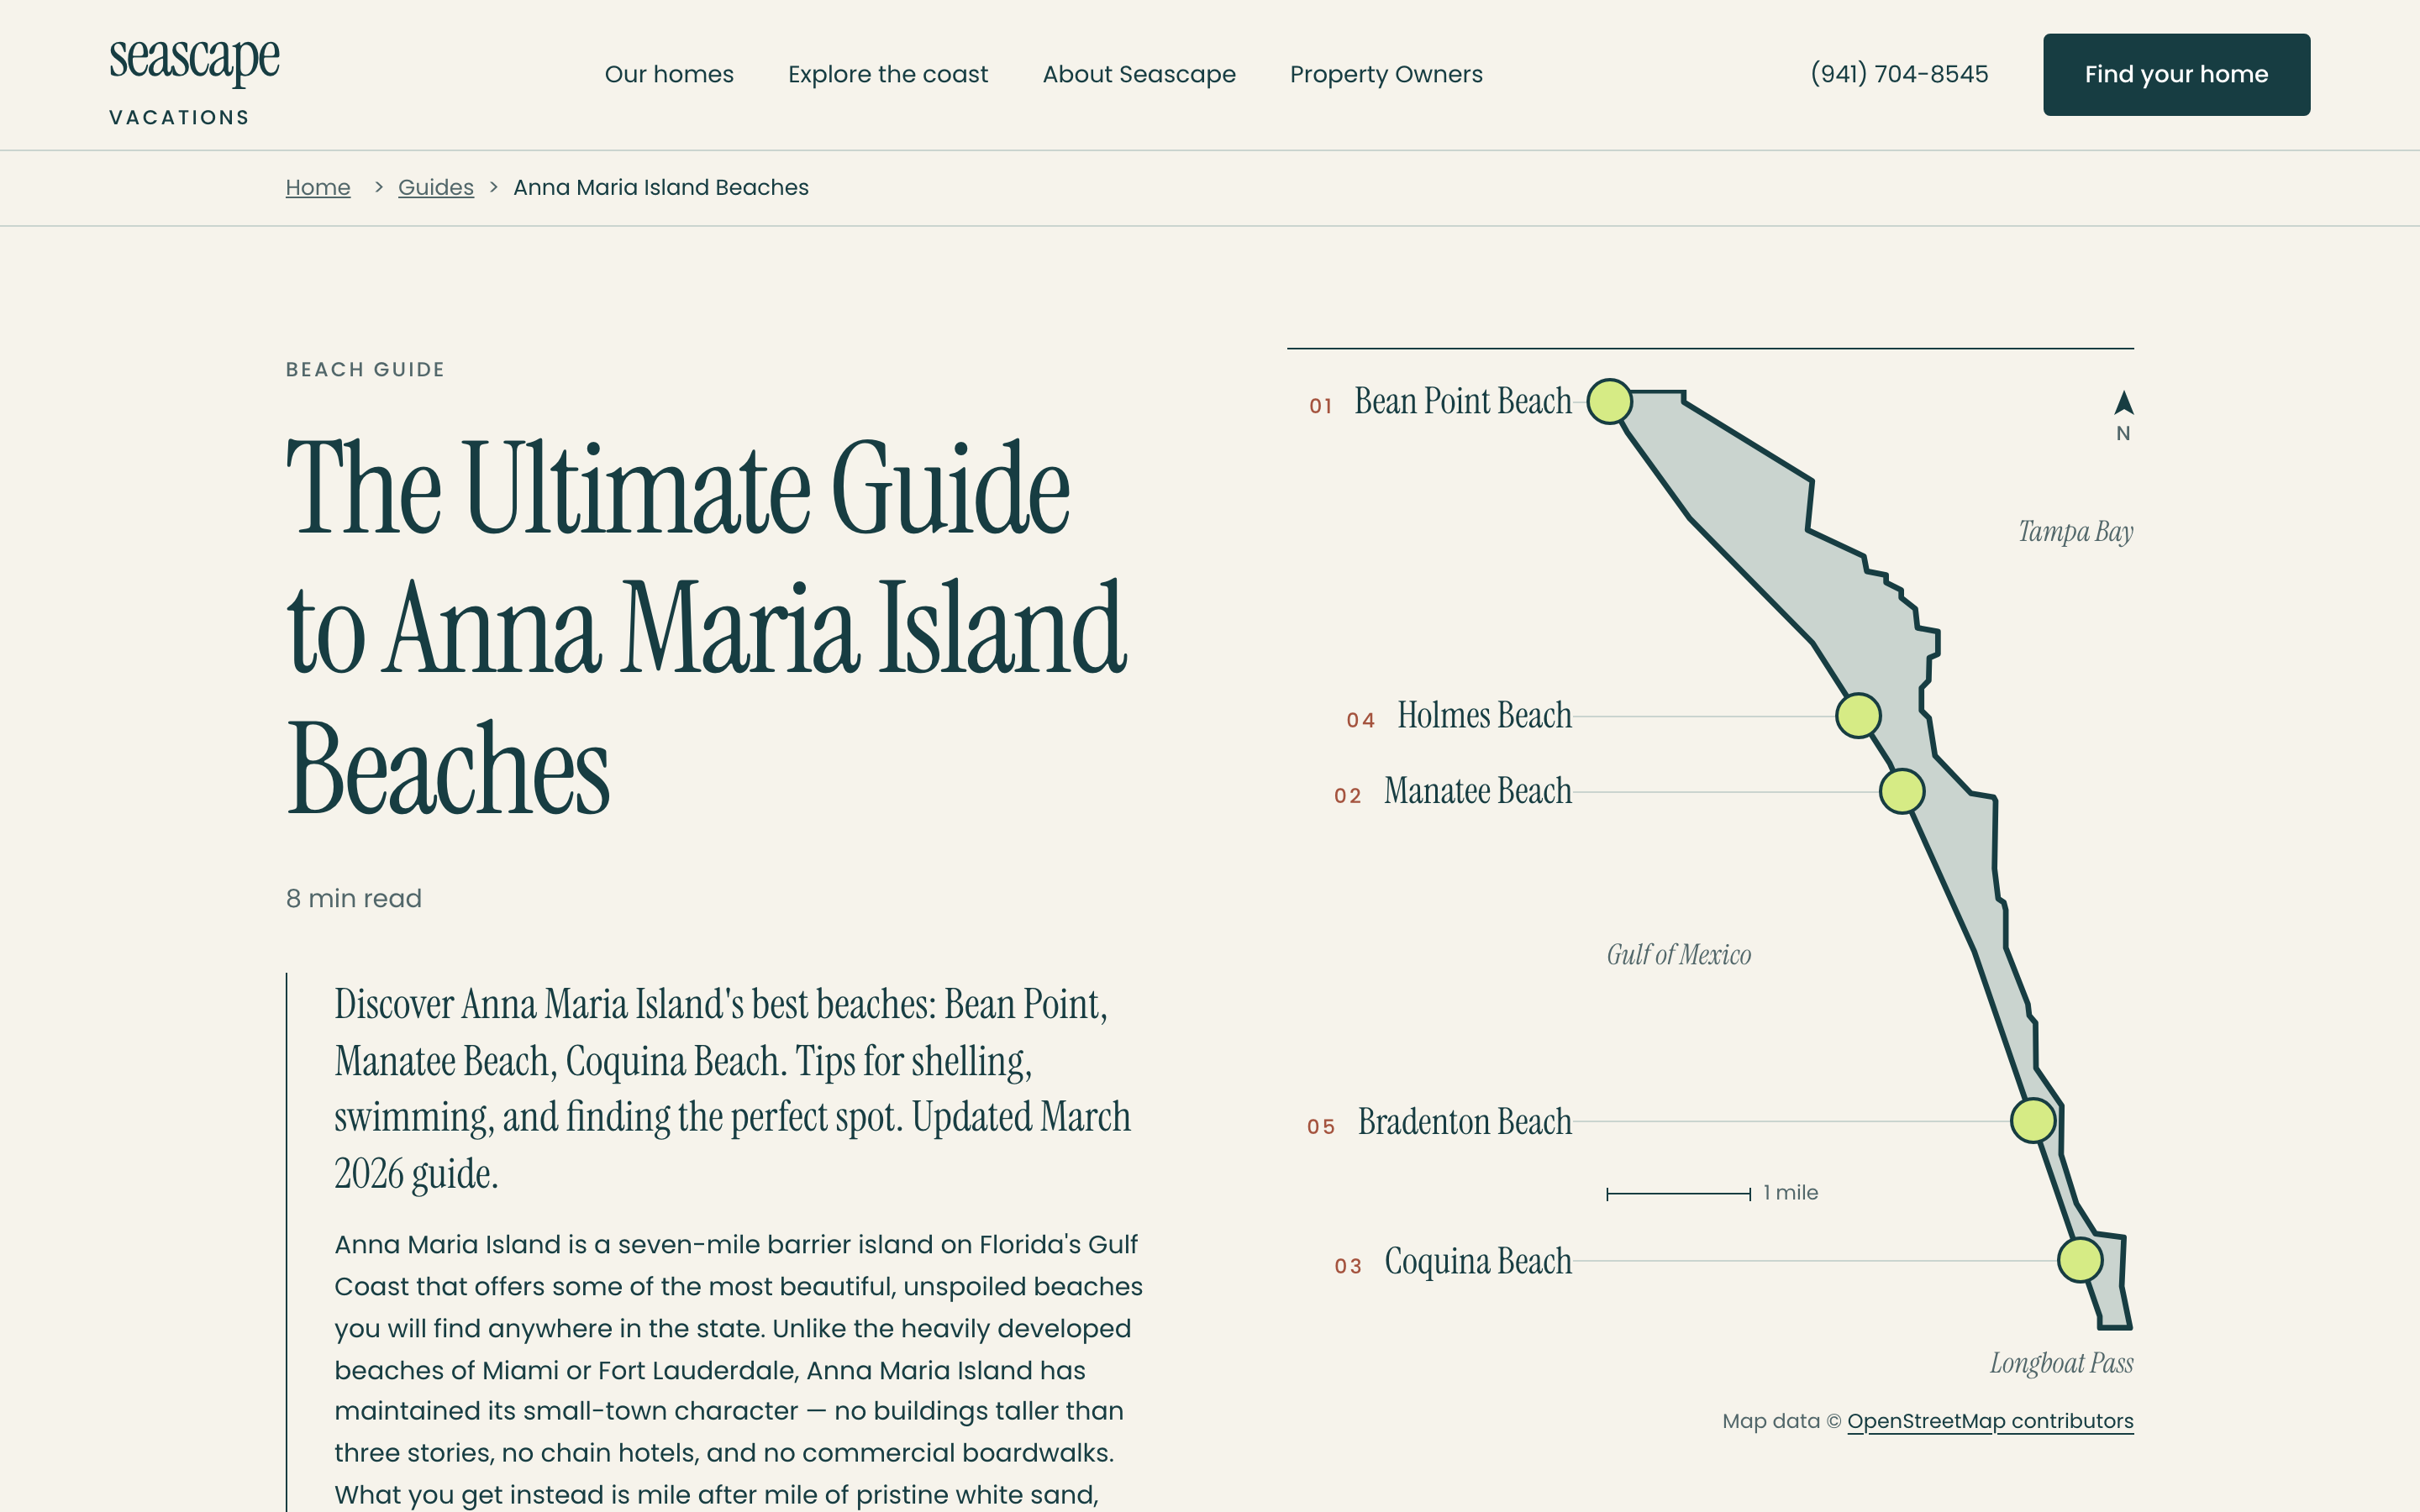 seascape
VACATIONS
Our homes
Explore the coast
About Seascape
Property Owners
(941) 704-8545
Find your home
Home > Guides > Anna Maria Island Beaches
BEACH GUIDE
The Ultimate Guide
to Anna Maria Island
Beaches
8 min read
Discover Anna Maria Island's best beaches: Bean Point,
Manatee Beach, Coquina Beach. Tips for shelling,
swimming, and finding the perfect spot. Updated March
2026 guide.
Anna Maria Island is a seven-mile barrier island on Florida's Gulf
Coast that offers some of the most beautiful, unspoiled beaches
you will find anywhere in the state. Unlike the heavily developed
beaches of Miami or Fort Lauderdale, Anna Maria Island has
maintained its small-town character — no buildings taller than
three stories, no chain hotels, and no commercial boardwalks.
What you get instead is mile after mile of pristine white sand,
01 Bean Point Beach
N
Tampa Bay
04 Holmes Beach
02 Manatee Beach
Gulf of Mexico
05 Bradenton Beach
1 mile
03 Coquina Beach
Longboat Pass
Map data © OpenStreetMap contributors